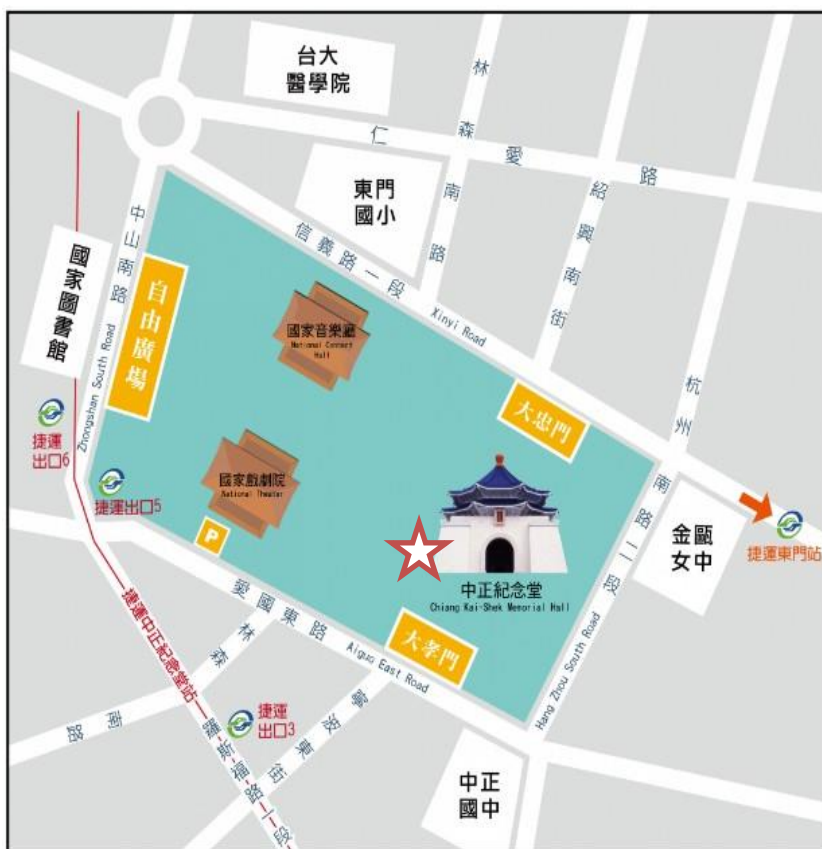 台大
醫學院
林森南路
仁愛路
東門
國小
紹興南街
中山南路
Zhongshan South Road
信義路一段
Xinyi Road
國家圖書館
自由廣場
國家音樂廳
National Concert
Hall
大忠門
杭州南路二段
Hang Zhou South Road
捷運
出口6
捷運出口5
國家戲劇院
National Theater
P
金甌
女中
捷運東門站
中正紀念堂
Chiang Kai-Shek Memorial Hall
愛國東路
Aiguo East Road
大孝門
捷運中正紀念堂站
林森南路
寧波東街
捷運
出口3
羅斯福路一段
中正
國中